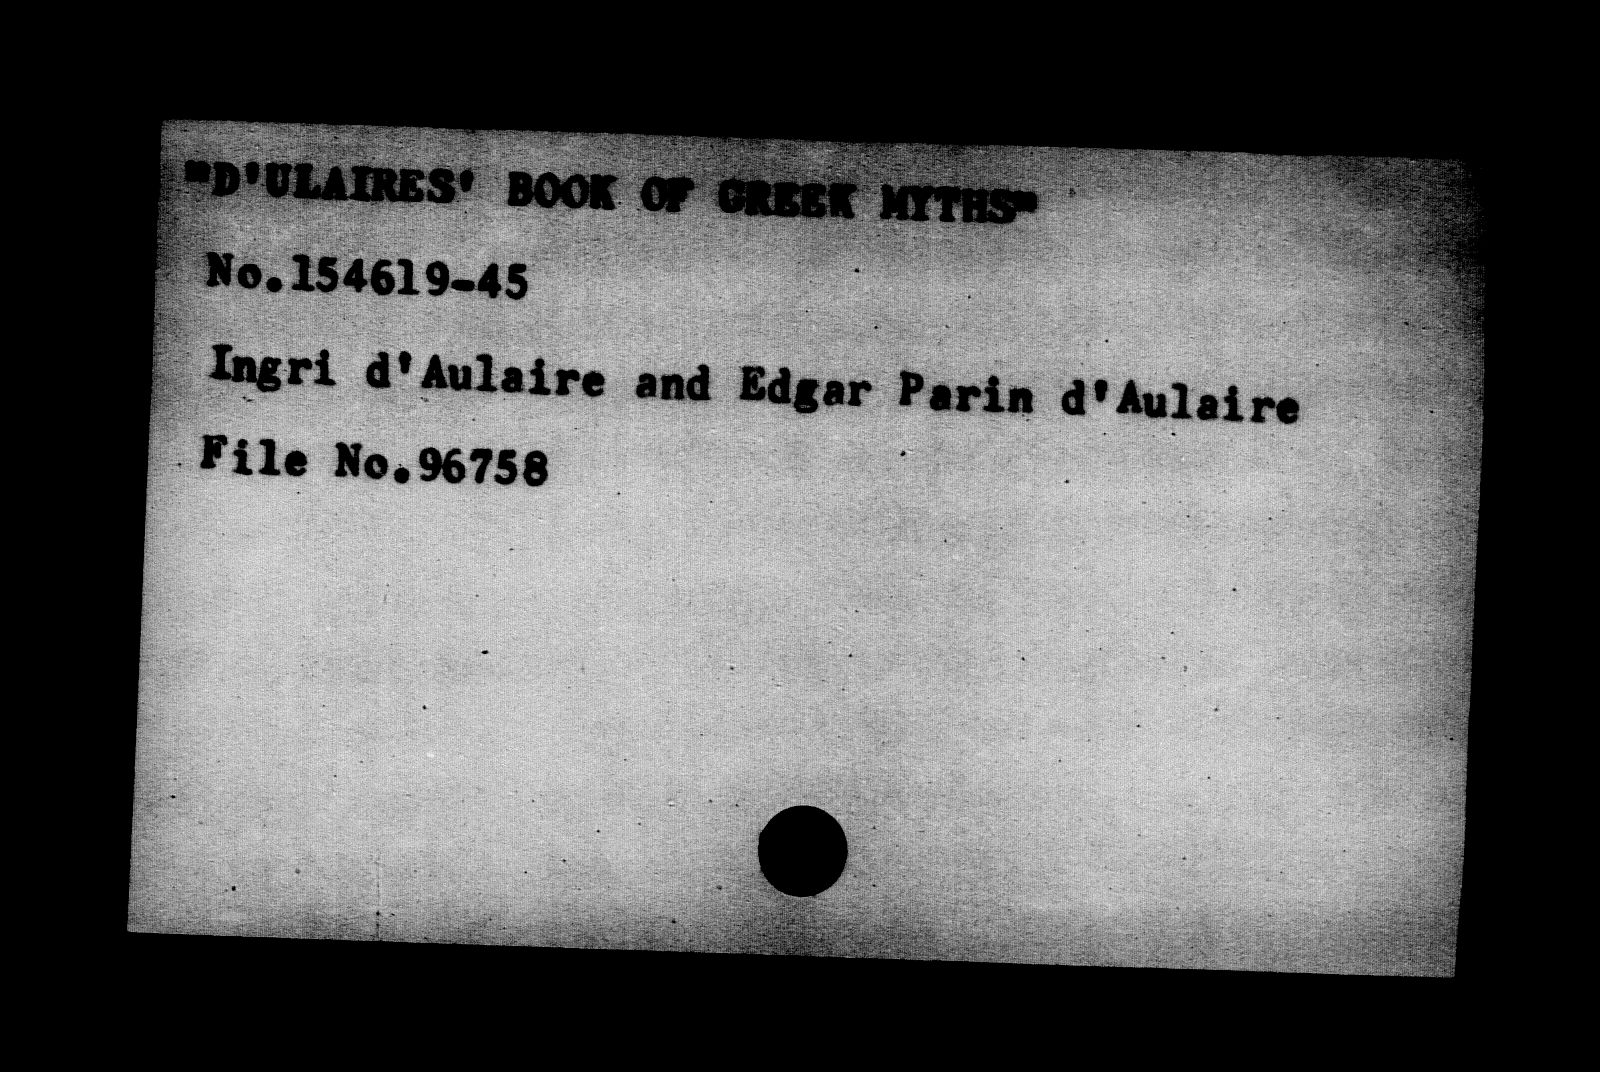 "D'ULAIRES' BOOK OF GREEK MYTHS"
No.154619-45
Ingri d'Aulaire and Edgar Parin d'Aulaire
File No.96758